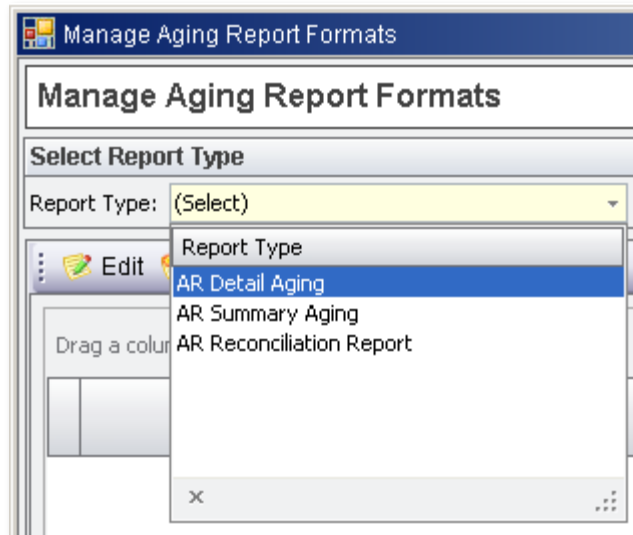 Manage Aging Report Formats
Manage Aging Report Formats
Select Report Type
Report Type: (Select)
Report Type
Edit
AR Detail Aging
AR Summary Aging
Drag a colu
AR Reconciliation Report